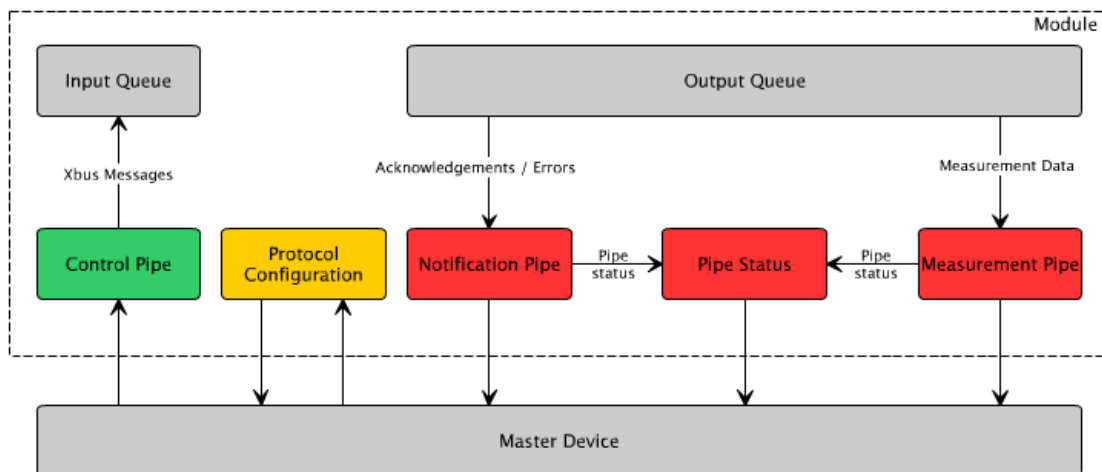 Module
Input Queue
Output Queue
Xbus Messages
Acknowledgements / Errors
Measurement Data
Control Pipe
Protocol
Configuration
Notification Pipe
Pipe
status
Pipe Status
Pipe
status
Measurement Pipe
Master Device